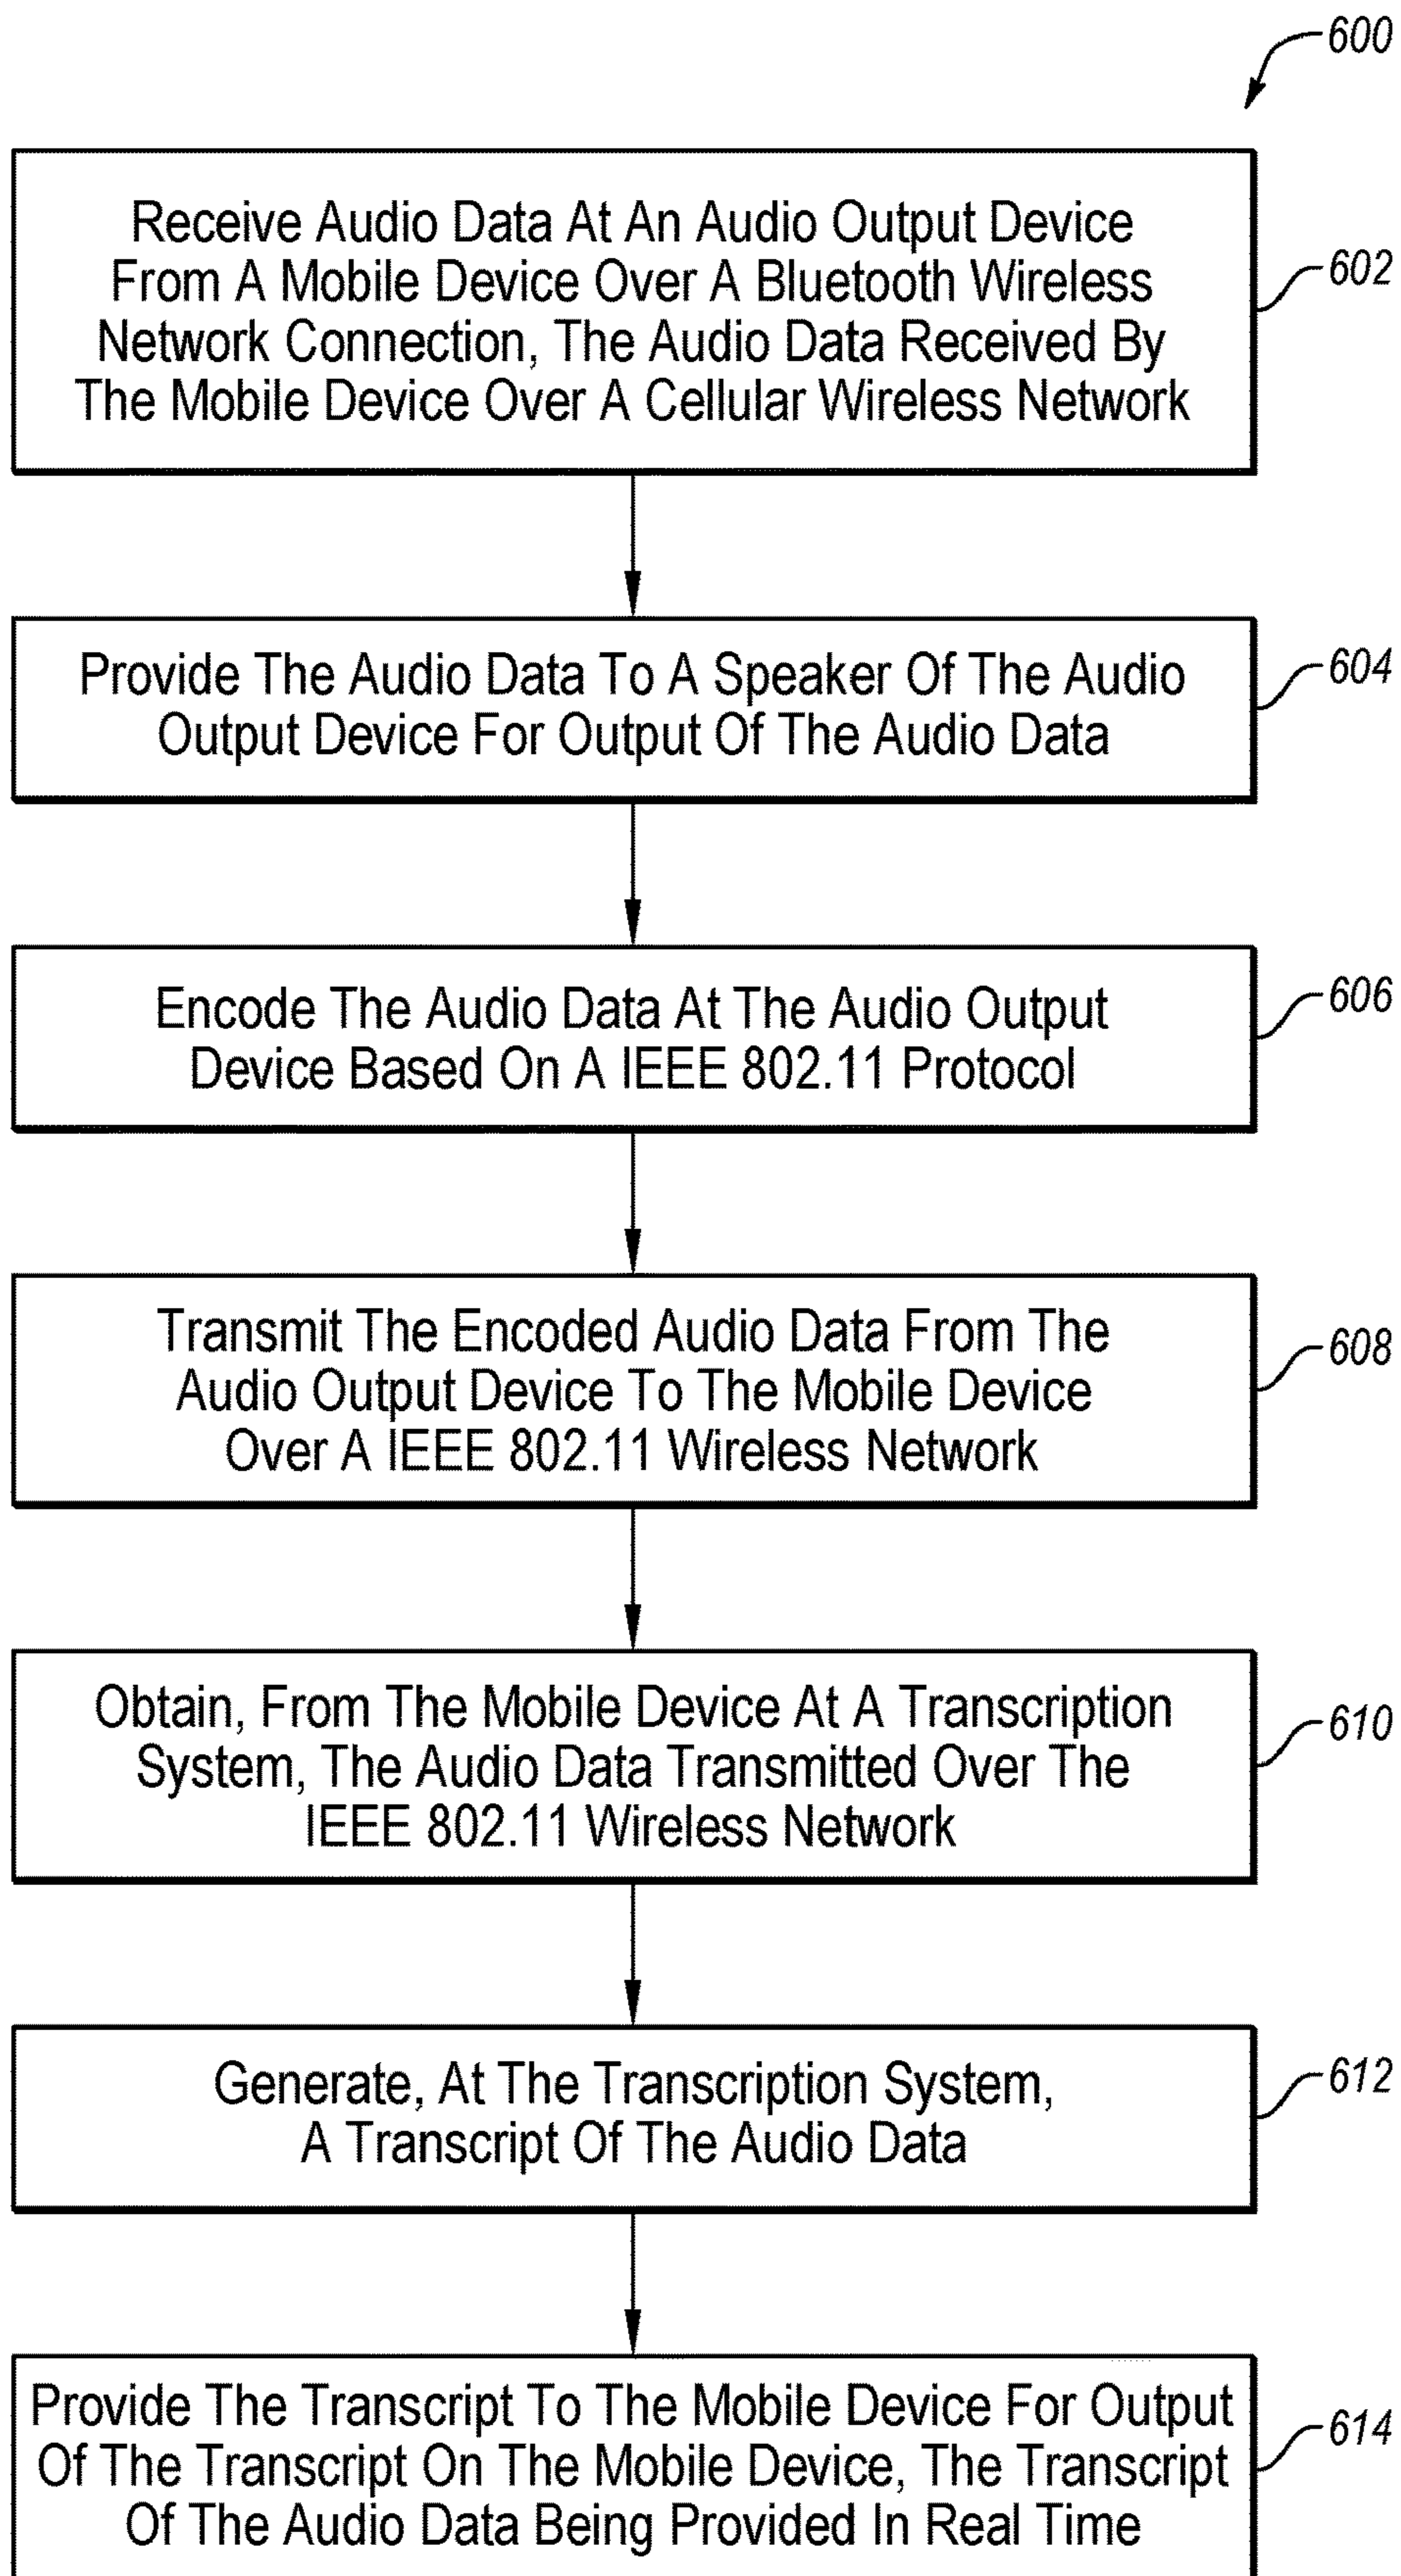 600
Receive Audio Data At An Audio Output Device
From A Mobile Device Over A Bluetooth Wireless
Network Connection, The Audio Data Received By
The Mobile Device Over A Cellular Wireless Network
602
Provide The Audio Data To A Speaker Of The Audio
Output Device For Output Of The Audio Data
604
Encode The Audio Data At The Audio Output
Device Based On A IEEE 802.11 Protocol
606
Transmit The Encoded Audio Data From The
Audio Output Device To The Mobile Device
Over A IEEE 802.11 Wireless Network
608
Obtain, From The Mobile Device At A Transcription
System, The Audio Data Transmitted Over The
IEEE 802.11 Wireless Network
610
Generate, At The Transcription System,
A Transcript Of The Audio Data
612
Provide The Transcript To The Mobile Device For Output
Of The Transcript On The Mobile Device, The Transcript
Of The Audio Data Being Provided In Real Time
614